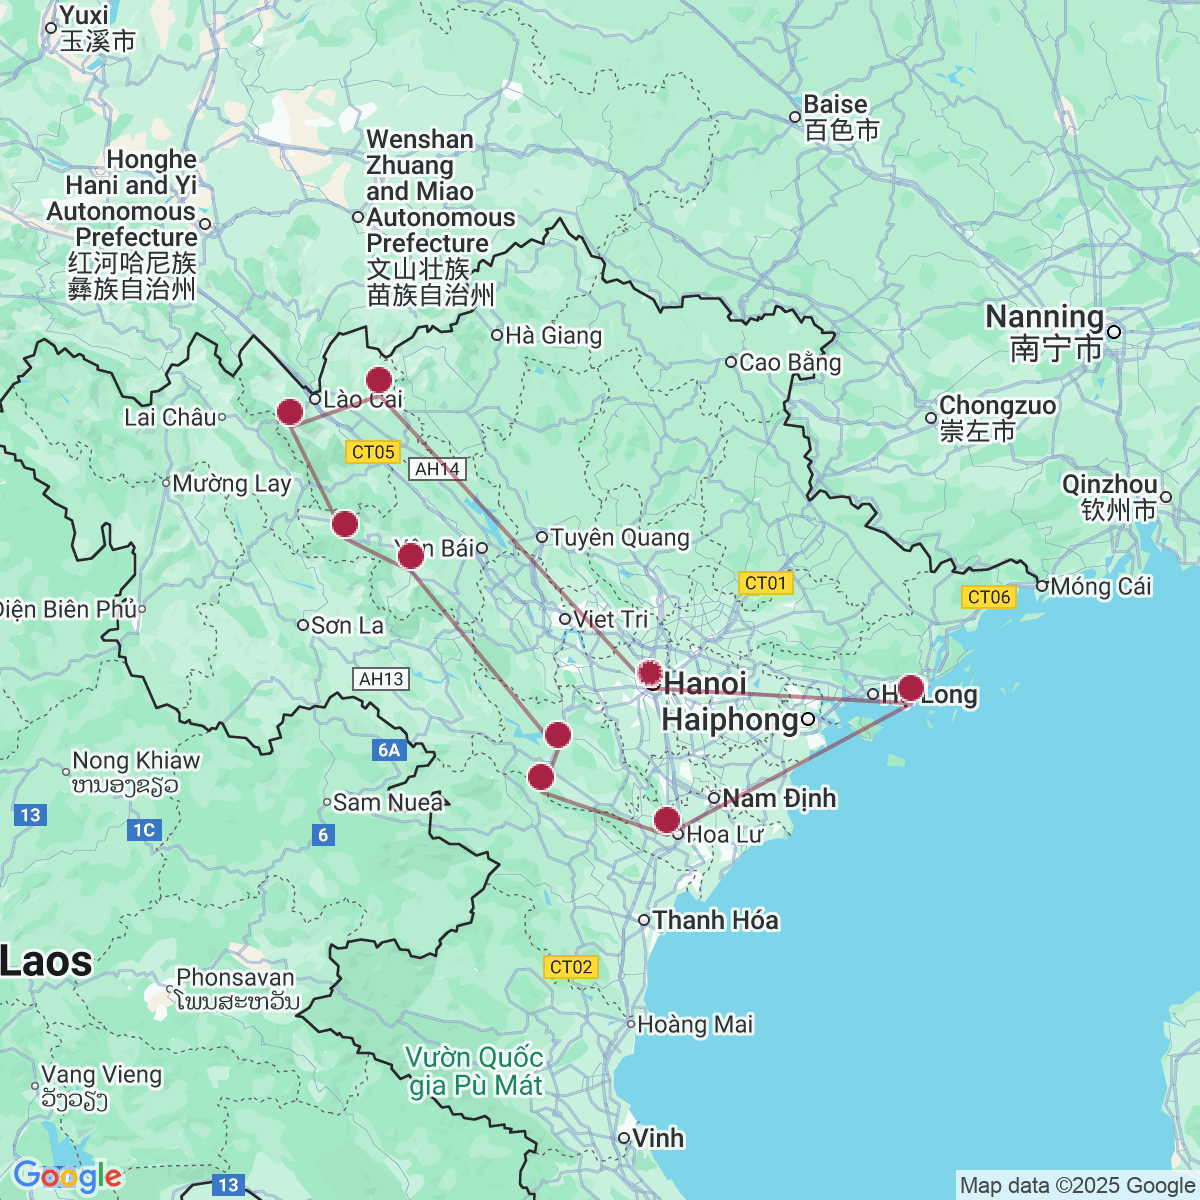 Yuxi
玉溪市
Baise
百色市
Wenshan
Zhuang
and Miao
Autonomous
Prefecture
文山壮族
苗族自治州
Honghe
Hani and Yi
Autonomous
Prefecture
红河哈尼族
彝族自治州
Nanning
南宁市
Hà Giang
Cao Bằng
Lào Cai
Lai Châu
Chongzuo
崇左市
CT05
AH14
Mường Lay
Qinzhou
钦州市
Tuyên Quang
Yên Bái
CT01
CT06
Móng Cái
Điện Biên Phủ
Sơn La
Viet Tri
AH13
Hanoi
Hạ Long
Haiphong
6A
Nong Khiaw
ຫນອງຂຽວ
Sam Nuea
Nam Định
13
1C
6
Hoa Lư
Thanh Hóa
Laos
CT02
Phonsavan
ໂພນສະຫວັນ
Hoàng Mai
Vườn Quốc
gia Pù Mát
Vang Vieng
ວັງວຽງ
Vinh
Google
13
Map data ©2025 Google